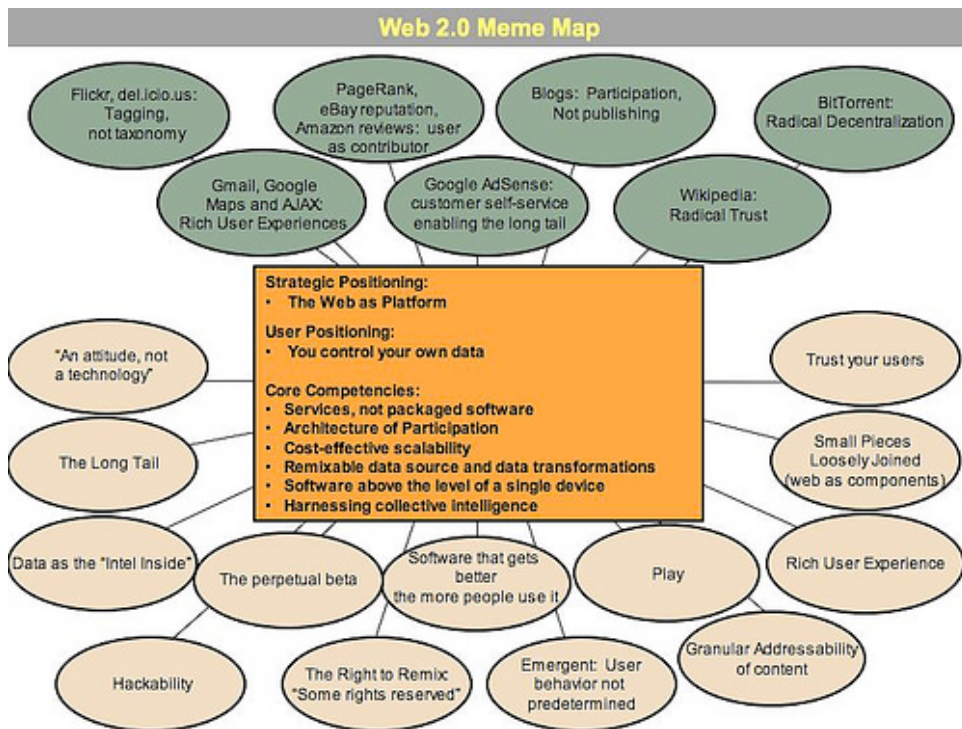 Web 2.0 Meme Map
Flickr, del.icio.us:
Tagging,
not taxonomy
PageRank,
eBay reputation,
Amazon reviews: user
as contributor
Blogs: Participation,
Not publishing
BitTorrent:
Radical Decentralization
Gmail, Google
Maps and AJAX:
Rich User Experiences
Google AdSense:
customer self-service
enabling the long tail
Wikipedia:
Radical Trust
Strategic Positioning:
• The Web as Platform
User Positioning:
• You control your own data
Core Competencies:
• Services, not packaged software
• Architecture of Participation
• Cost-effective scalability
• Remixable data source and data transformations
• Software above the level of a single device
• Harnessing collective intelligence
"An attitude, not
a technology"
Trust your users
The Long Tail
Small Pieces
Loosely Joined
(web as components)
Data as the "Intel Inside"
The perpetual beta
Software that gets
better
the more people use it
Play
Rich User Experience
Hackability
The Right to Remix:
"Some rights reserved"
Emergent: User
behavior not
predetermined
Granular Addressability
of content